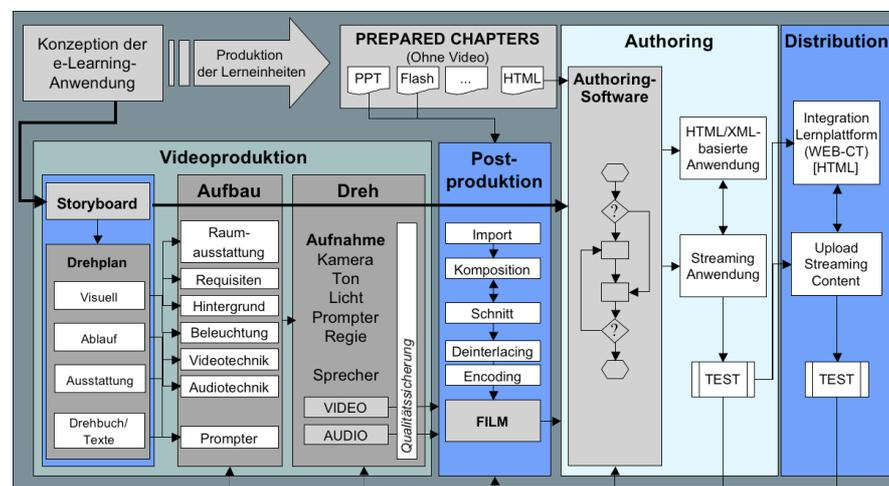 Konzeption der
e-Learning-
Anwendung
Produktion
der Lerneinheiten
PREPARED CHAPTERS
(Ohne Video)
PPT
Flash
...
HTML
Videoproduktion
Storyboard
Drehplan
Visuell
Ablauf
Ausstattung
Drehbuch/
Texte
Aufbau
Raum-
ausstattung
Requisiten
Hintergrund
Beleuchtung
Videotechnik
Audiotechnik
Prompter
Dreh
Aufnahme
Kamera
Ton
Licht
Prompter
Regie
Sprecher
VIDEO
AUDIO
Qualitätssicherung
Post-
produktion
Import
Komposition
Schnitt
Deinterlacing
Encoding
FILM
Authoring
Authoring-
Software
?
?
HTML/XML-
basierte
Anwendung
Streaming
Anwendung
TEST
Distribution
Integration
Lernplattform
(WEB-CT)
[HTML]
Upload
Streaming
Content
TEST